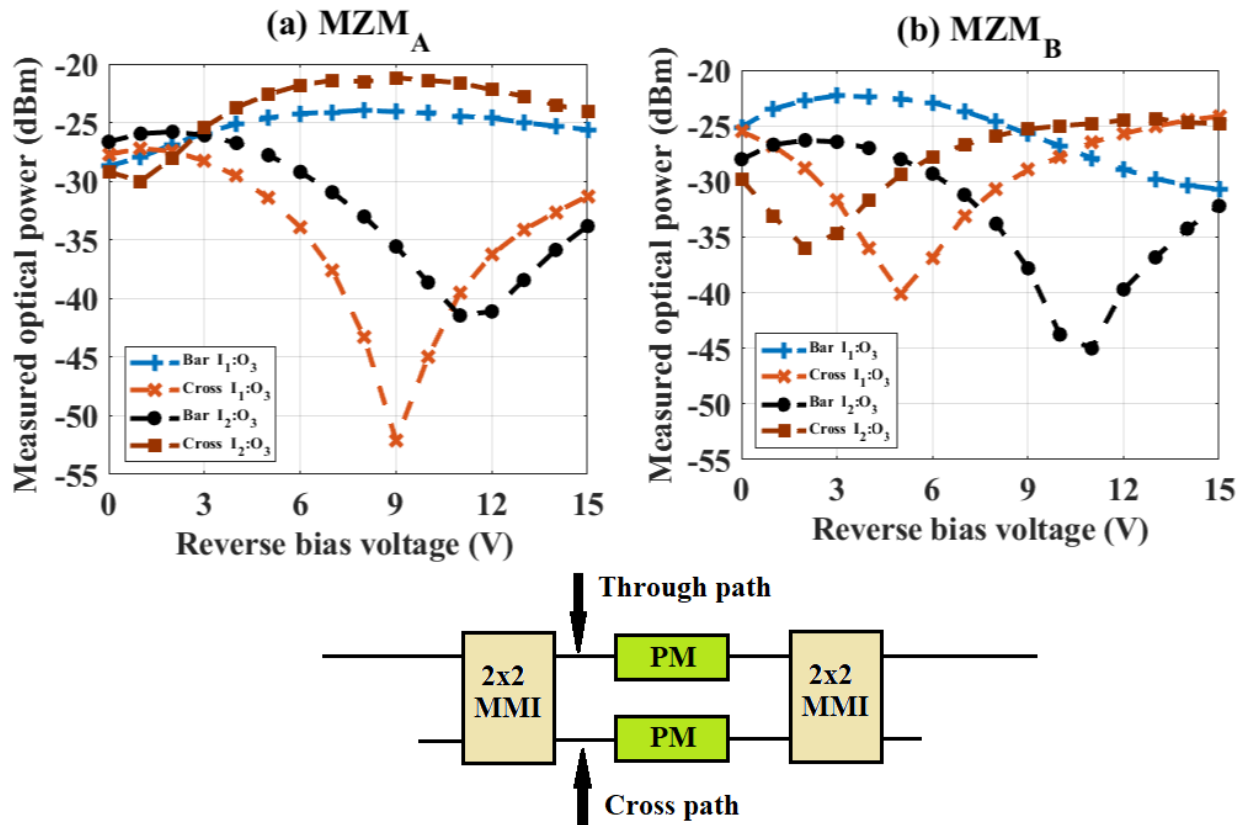 (a) MZM_A
Measured optical power (dBm)
-20
-25
-30
-35
-40
-45
-50
-55
0 3 6 9 12 15
Reverse bias voltage (V)
Bar I₁:O₃
Cross I₁:O₃
Bar I₂:O₃
Cross I₂:O₃
(b) MZM_B
Measured optical power (dBm)
-20
-25
-30
-35
-40
-45
-50
-55
0 3 6 9 12 15
Reverse bias voltage (V)
Bar I₁:O₃
Cross I₁:O₃
Bar I₂:O₃
Cross I₂:O₃
Through path
2x2
MMI
PM
PM
2x2
MMI
Cross path